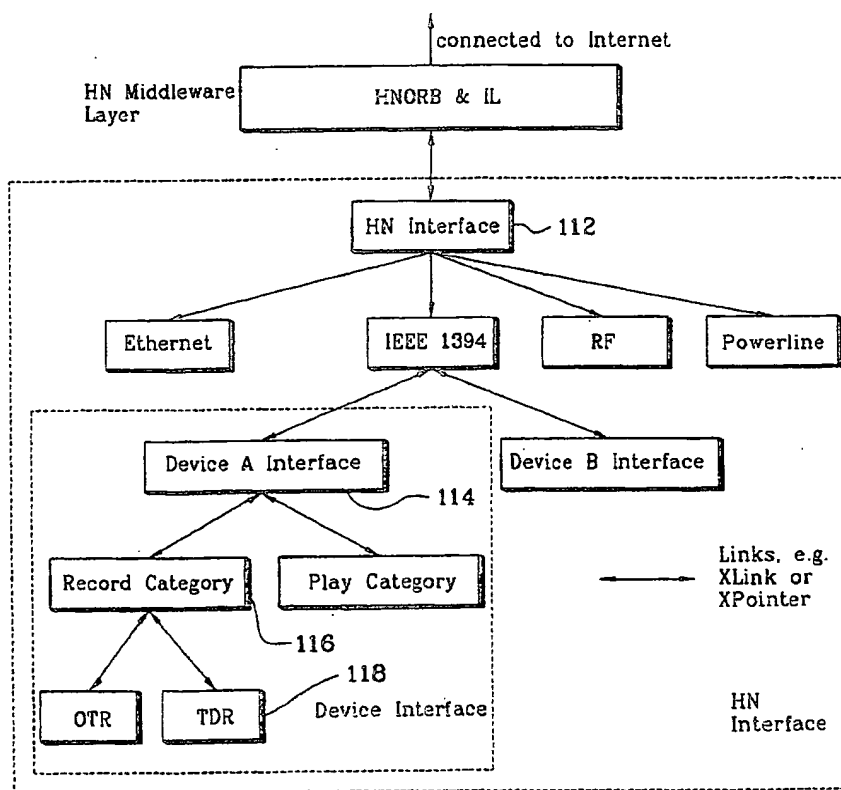 connected to Internet
HN Middleware
Layer
HNORB & IL
HN Interface
112
Ethernet
IEEE 1394
RF
Powerline
Device A Interface
Device B Interface
114
Record Category
Play Category
Links, e.g.
XLink or
XPointer
116
118
OTR
TDR
Device Interface
HN
Interface